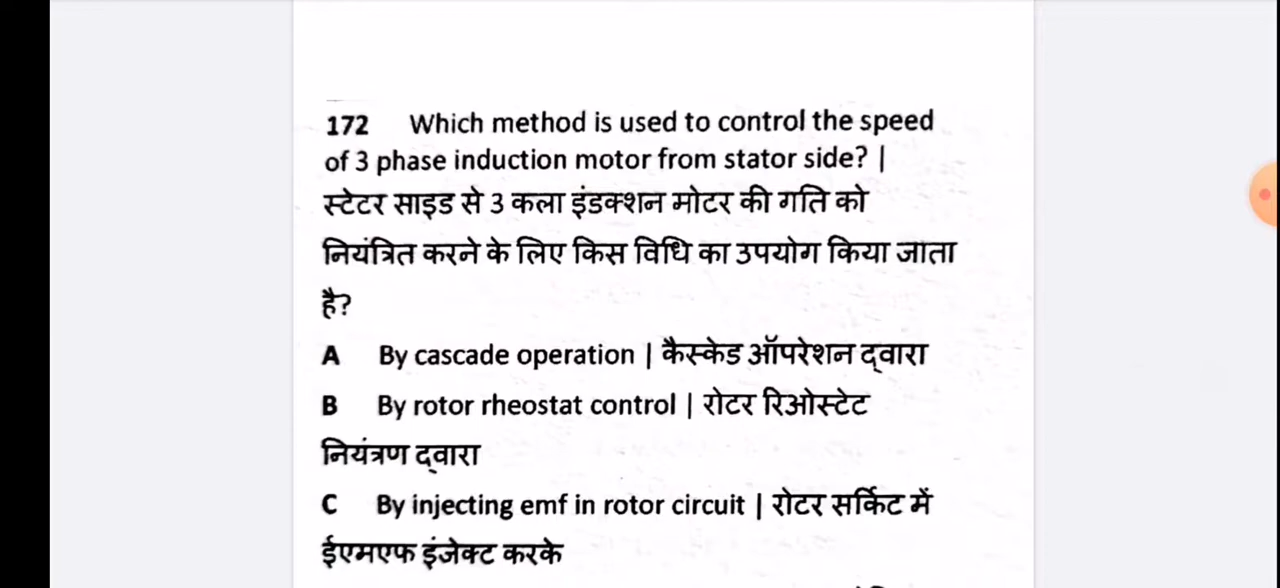 172 Which method is used to control the speed
of 3 phase induction motor from stator side? |
स्टेटर साइड से 3 कला इंडक्शन मोटर की गति को
नियंत्रित करने के लिए किस विधि का उपयोग किया जाता
है?
A By cascade operation | कैस्केड ऑपरेशन द्वारा
B By rotor rheostat control | रोटर रिओस्टेट
नियंत्रण द्वारा
C By injecting emf in rotor circuit | रोटर सर्किट में
ईएमएफ इंजेक्ट करके